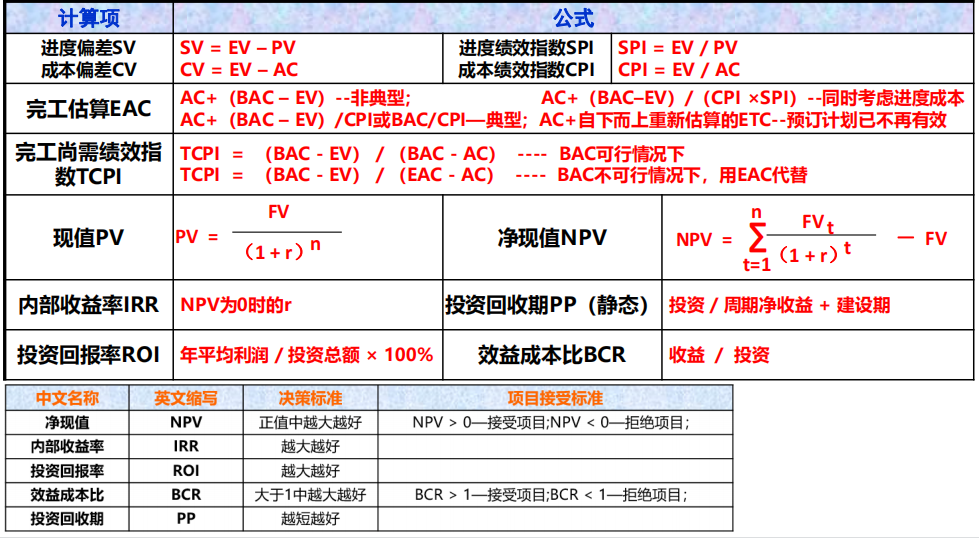 计算项 公式
进度偏差SV SV = EV – PV 进度绩效指数SPI SPI = EV / PV
成本偏差CV CV = EV – AC 成本绩效指数CPI CPI = EV / AC
完工估算EAC
AC+（BAC – EV）--非典型; AC+（BAC–EV）/（CPI ×SPI）--同时考虑进度成本
AC+（BAC – EV）/CPI或BAC/CPI—典型；AC+自下而上重新估算的ETC--预订计划已不再有效
完工尚需绩效指
数TCPI
TCPI = （BAC - EV）/（BAC - AC） ---- BAC可行情况下
TCPI = （BAC - EV）/（EAC - AC） ---- BAC不可行情况下，用EAC代替
现值PV
PV =
FV
（1 + r）n
净现值NPV
NPV =
n
∑
t=1
FVt
（1 + r）t
— FV
内部收益率IRR NPV为0时的r 投资回收期PP（静态） 投资 / 周期净收益 + 建设期
投资回报率ROI 年平均利润 / 投资总额 × 100% 效益成本比BCR 收益 / 投资
中文名称 英文缩写 决策标准 项目接受标准
净现值 NPV 正值中越大越好 NPV > 0—接受项目;NPV < 0—拒绝项目；
内部收益率 IRR 越大越好
投资回报率 ROI 越大越好
效益成本比 BCR 大于1中越大越好 BCR > 1—接受项目;BCR < 1—拒绝项目；
投资回收期 PP 越短越好